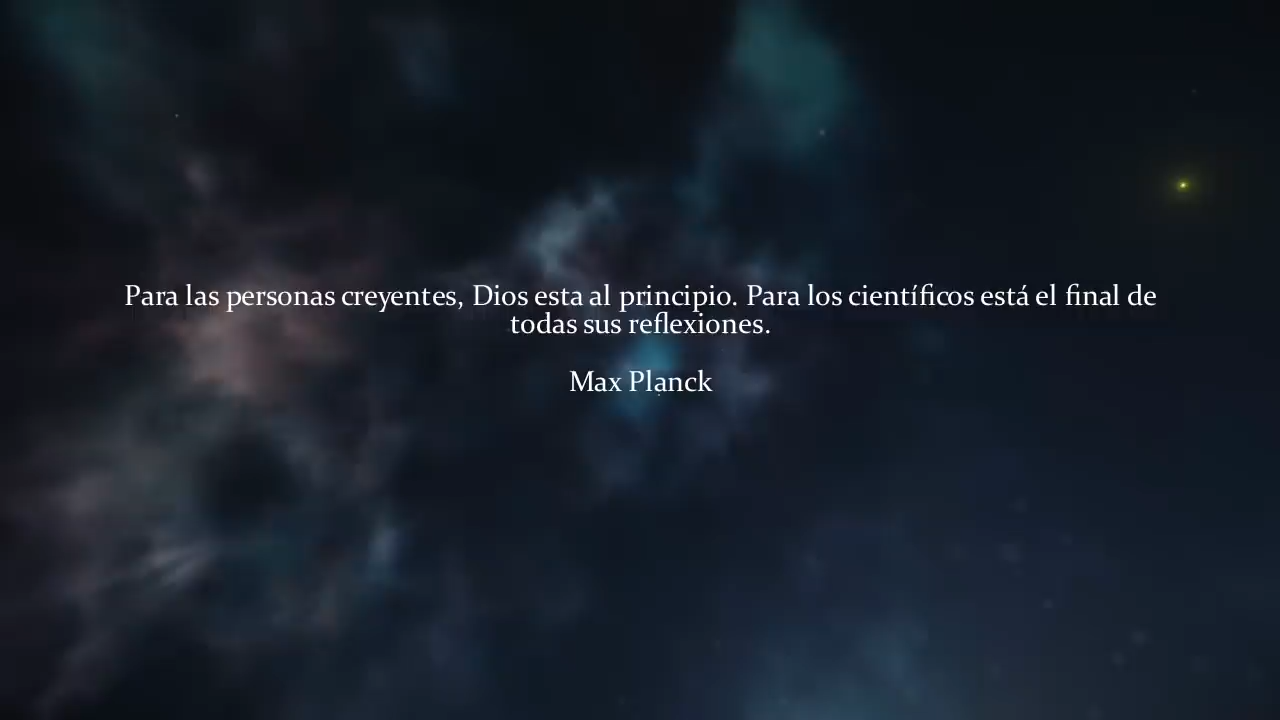 Para las personas creyentes, Dios esta al principio. Para los científicos está el final de
todas sus reflexiones.
Max Planck